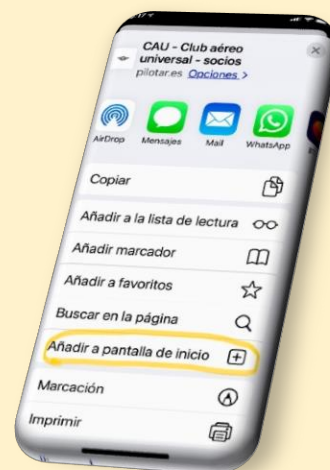 CAU - Club aéreo
universal - socios
pilotar.es Opciones >
AirDrop
Mensajes
Mail
WhatsApp
Copiar
Añadir a la lista de lectura
Añadir marcador
Añadir a favoritos
Buscar en la página
Añadir a pantalla de inicio
Marcación
Imprimir